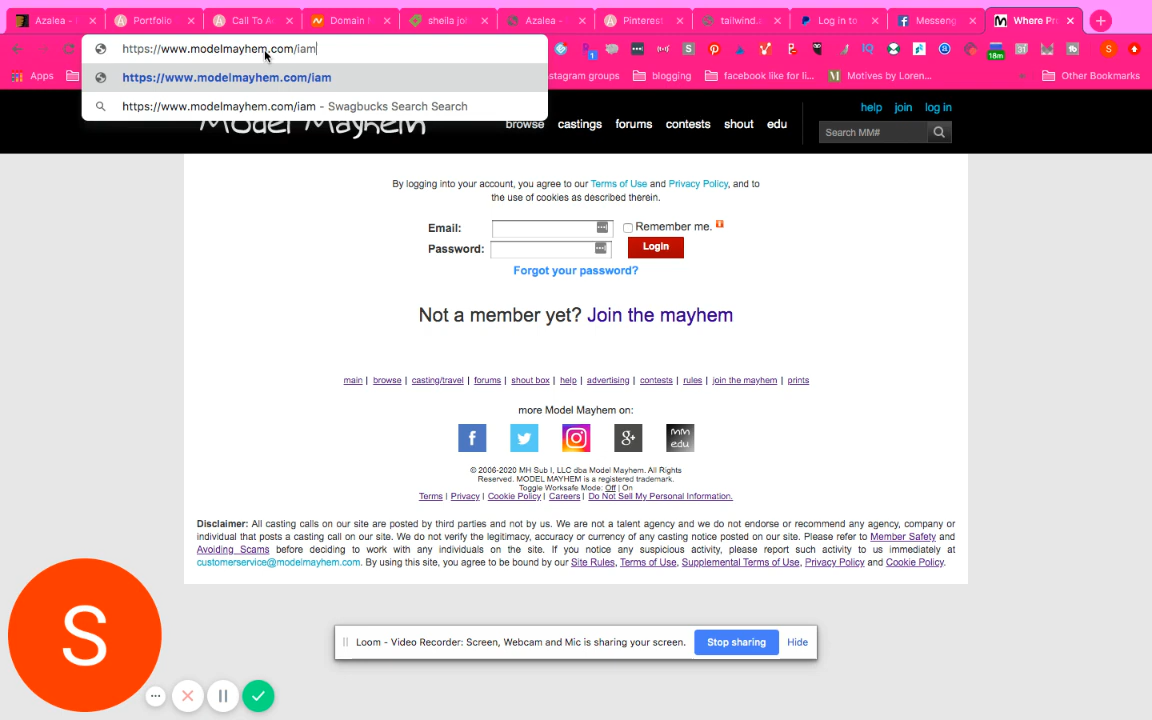 Azealia -
Portfolio
Call To Ac
Domain N
sheila joh
Azealea -
Pinterest
tailwind.
Log in to
Messeng
Where Pr
https://www.modelmayhem.com/iam
https://www.modelmayhem.com/iam
https://www.modelmayhem.com/iam - Swagbucks Search Search
18m
S
Apps
stagram groups
blogging
facebook like for li...
Motives by Loren...
Other Bookmarks
Model Mayhem
browse castings forums contests shout edu
help join log in
Search MM#
By logging into your account, you agree to our Terms of Use and Privacy Policy, and to
the use of cookies as described therein.
Email:
Remember me.
Password:
Login
Forgot your password?
Not a member yet? Join the mayhem
main | browse | casting/travel | forums | shout box | help | advertising | contests | rules | join the mayhem | prints
more Model Mayhem on:
MM
edu
© 2006-2020 MH Sub I, LLC dba Model Mayhem. All Rights
Reserved. MODEL MAYHEM is a registered trademark.
Toggle Worksafe Mode: Off | On
Terms | Privacy | Cookie Policy | Careers | Do Not Sell My Personal Information.
Disclaimer: All casting calls on our site are posted by third parties and not by us. We are not a talent agency and we do not endorse or recommend any agency, company or
individual that posts a casting call on our site. We do not verify the legitimacy, accuracy or currency of any casting notice posted on our site. Please refer to Member Safety and
Avoiding Scams before deciding to work with any individuals on the site. If you notice any suspicious activity, please report such activity to us immediately at
customerservice@modelmayhem.com. By using this site, you agree to be bound by our Site Rules, Terms of Use, Supplemental Terms of Use, Privacy Policy and Cookie Policy.
S
Loom - Video Recorder: Screen, Webcam and Mic is sharing your screen.
Stop sharing
Hide